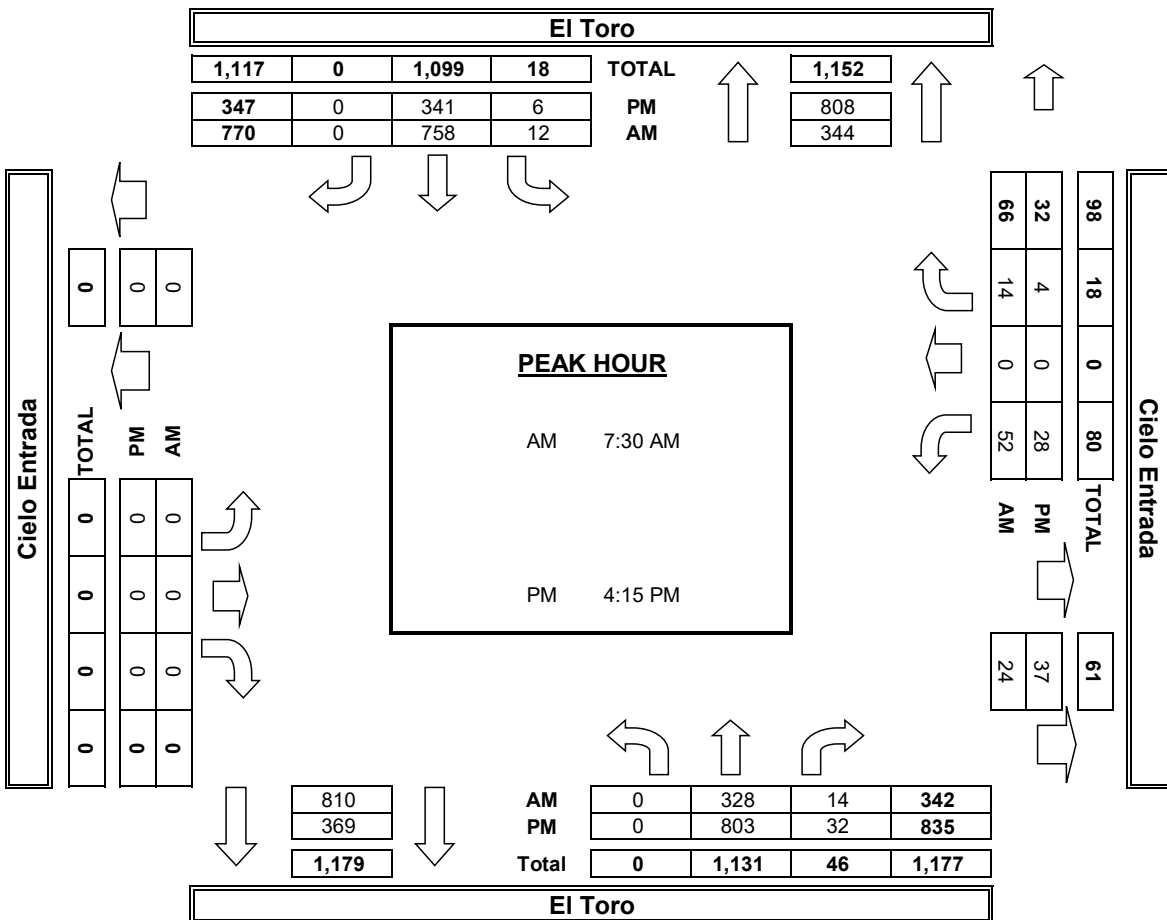 El Toro
1,117 0 1,099 18 TOTAL 1,152
347 0 341 6 PM 808
770 0 758 12 AM 344
Cielo Entrada
TOTAL
PM
AM
0 0 0
0 0 0
0 0 0
0 0 0
0 0 0
PEAK HOUR
AM 7:30 AM
PM 4:15 PM
66 32 98
14 4 18
0 0 0
52 28 80
AM PM TOTAL
24 37 61
Cielo Entrada
810 AM 0 328 14 342
369 PM 0 803 32 835
1,179 Total 0 1,131 46 1,177
El Toro